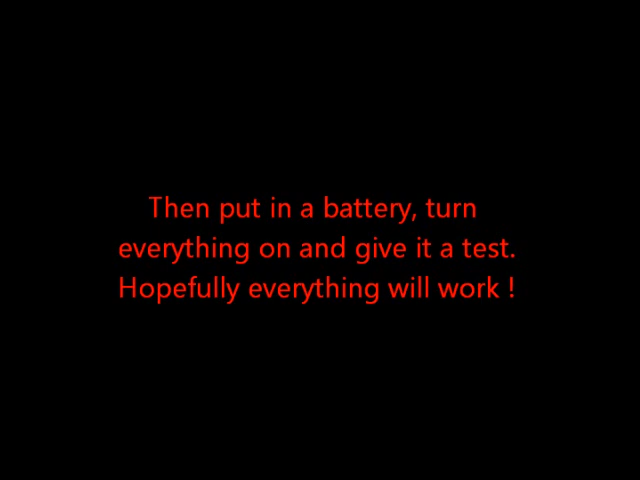 Then put in a battery, turn
everything on and give it a test.
Hopefully everything will work !